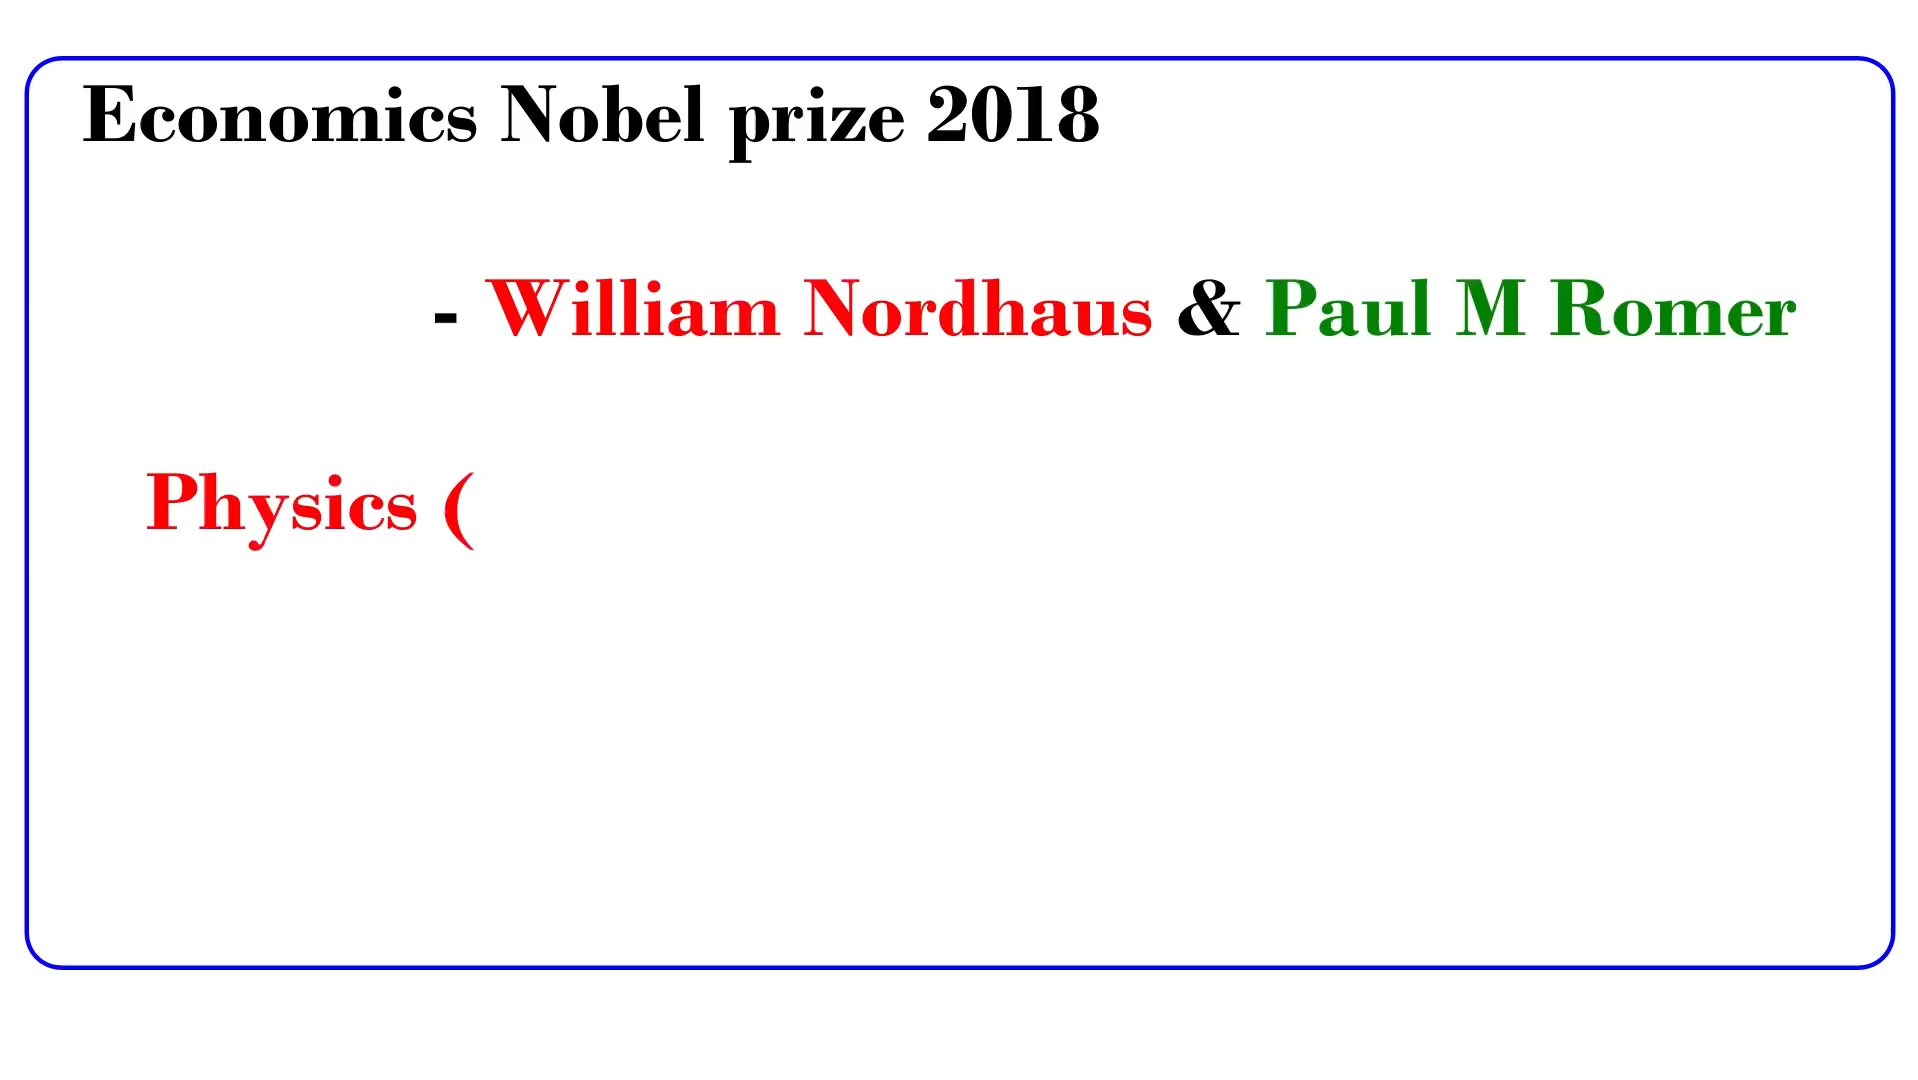 Economics Nobel prize 2018
- William Nordhaus & Paul M Romer
Physics (